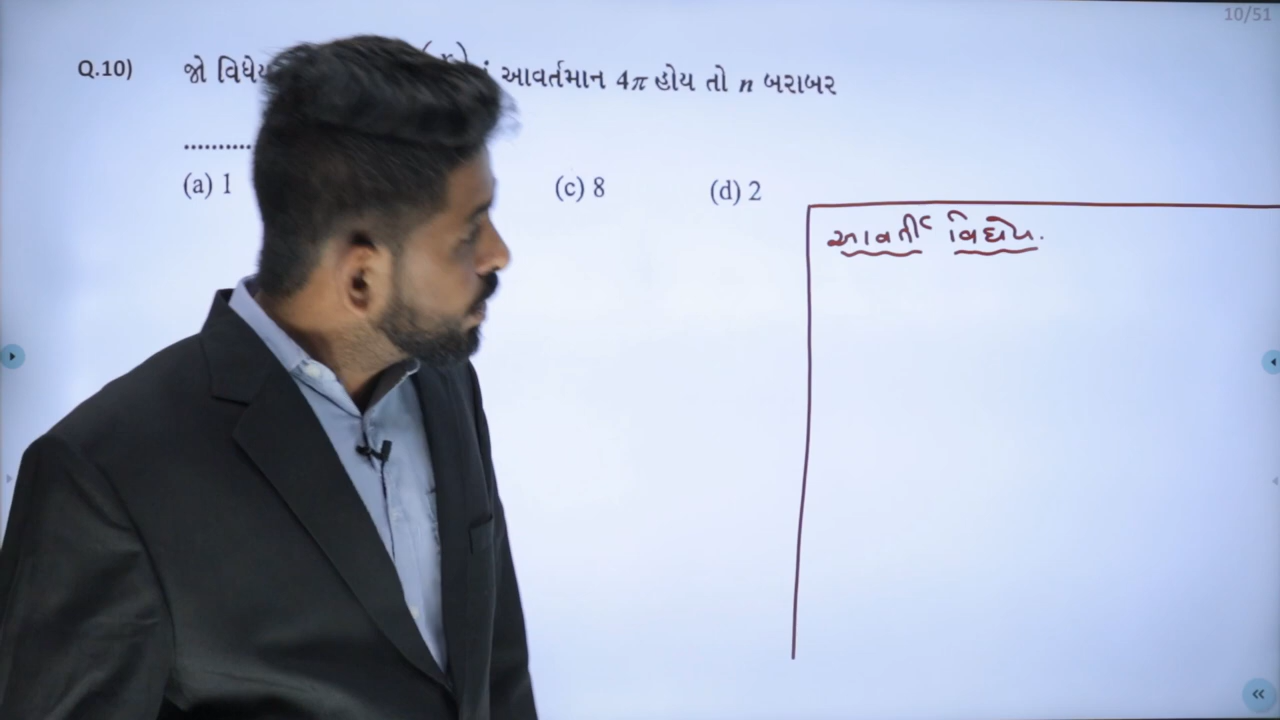 10/51
Q.10) જો વિધેય (x) નું આવર્તમાન 4π હોય તો n બરાબર
..........
(a) 1 (c) 8 (d) 2
આવર્તી વિધેય.